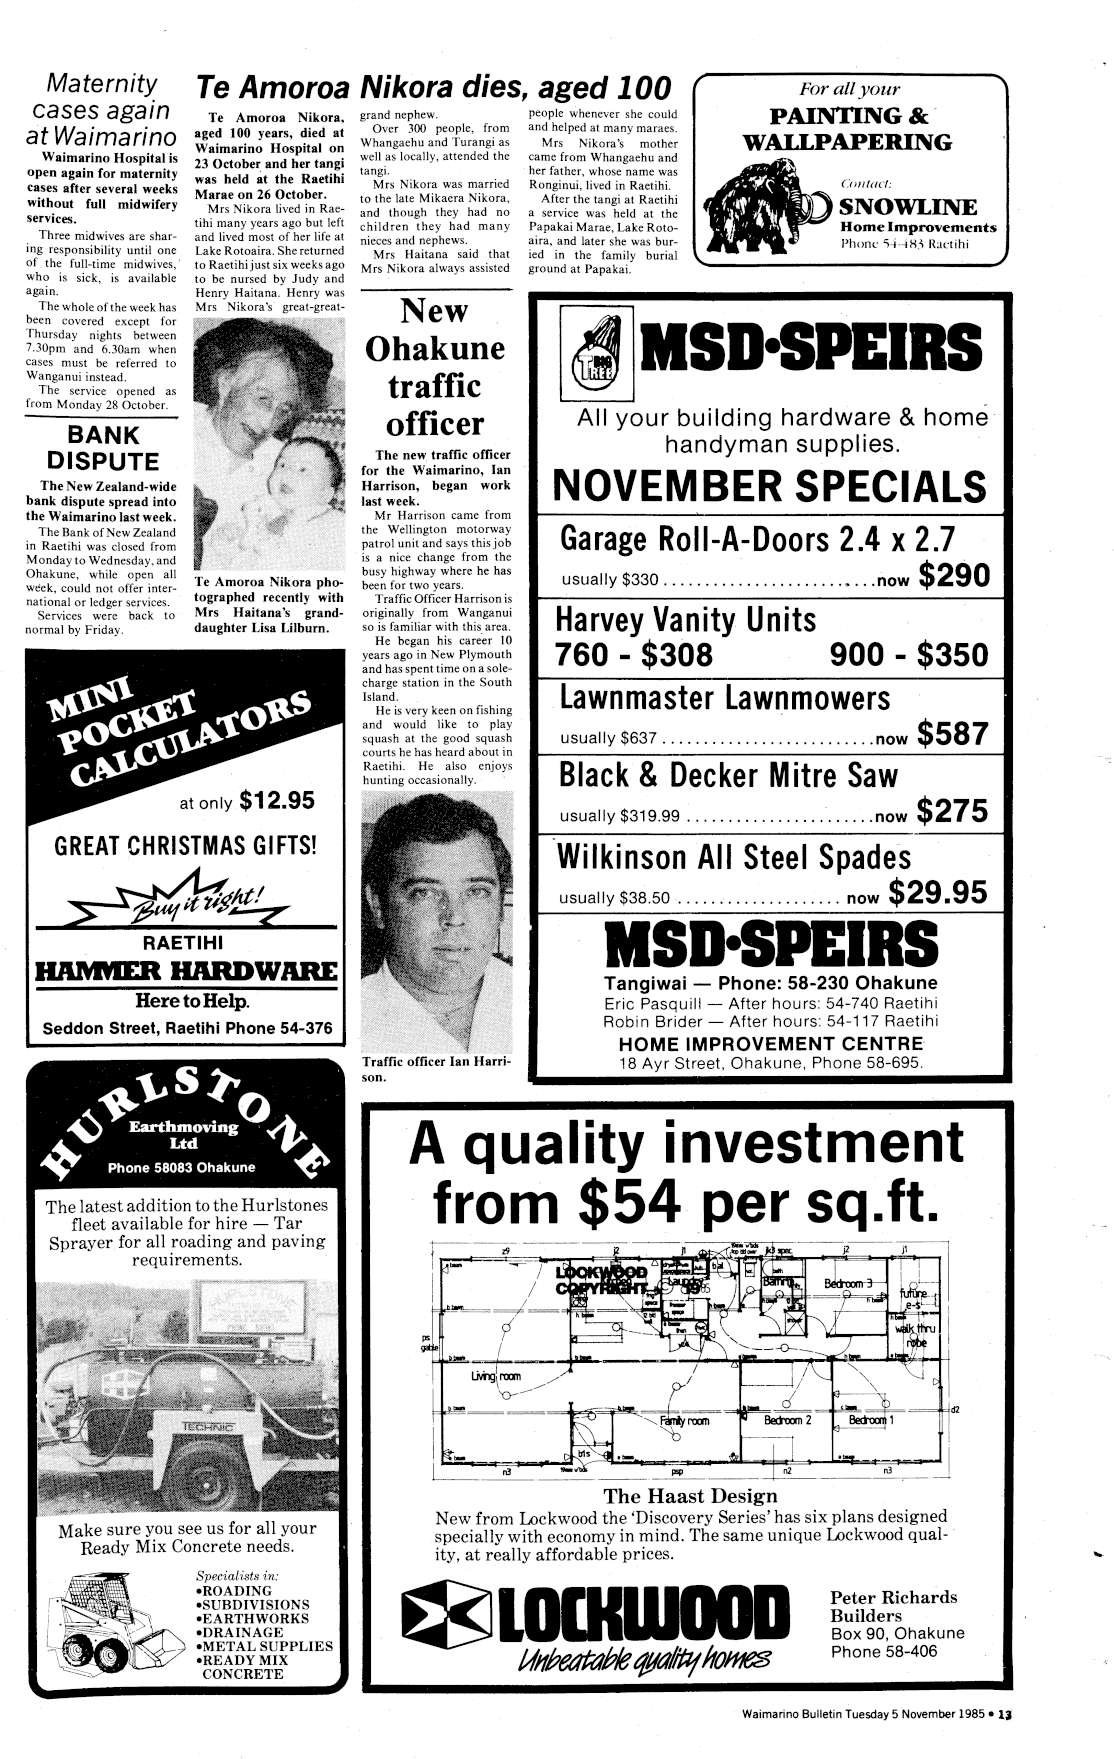 Maternity
cases again
at Waimarino
Waimarino Hospital is
open again for maternity
cases after several weeks
without full midwifery
services.
Three midwives are shar-
ing responsibility until one
of the full-time midwives,
who is sick, is available
again.
The whole of the week has
been covered except for
Thursday nights between
7.30pm and 6.30am when
cases must be referred to
Wanganui instead.
The service opened as
from Monday 28 October.
BANK
DISPUTE
The New Zealand-wide
bank dispute spread into
the Waimarino last week.
The Bank of New Zealand
in Raetihi was closed from
Monday to Wednesday, and
Ohakune, while open all
week, could not offer inter-
national or ledger services.
Services were back to
normal by Friday.
Te Amoroa Nikora dies, aged 100
Te Amoroa Nikora,
aged 100 years, died at
Waimarino Hospital on
23 October and her tangi
was held at the Raetihi
Marae on 26 October.
Mrs Nikora lived in Rae-
tihi many years ago but left
and lived most of her life at
Lake Rotoaira. She returned
to Raetihi just six weeks ago
to be nursed by Judy and
Henry Haitana. Henry was
Mrs Nikora's great-great-
grand nephew.
Over 300 people, from
Whangaehu and Turangi as
well as locally, attended the
tangi.
Mrs Nikora was married
to the late Mikaera Nikora,
and though they had no
children they had many
nieces and nephews.
Mrs Haitana said that
Mrs Nikora always assisted
people whenever she could
and helped at many maraes.
Mrs Nikora's mother
came from Whangaehu and
her father, whose name was
Ronginui, lived in Raetihi.
After the tangi at Raetihi
a service was held at the
Papakai Marae, Lake Roto-
aira, and later she was bur-
ied in the family burial
ground at Papakai.
Te Amoroa Nikora pho-
tographed recently with
Mrs Haitana's grand-
daughter Lisa Lilburn.
New
Ohakune
traffic
officer
The new traffic officer
for the Waimarino, Ian
Harrison, began work
last week.
Mr Harrison came from
the Wellington motorway
patrol unit and says this job
is a nice change from the
busy highway where he has
been for two years.
Traffic Officer Harrison is
originally from Wanganui
so is familiar with this area.
He began his career 10
years ago in New Plymouth
and has spent time on a sole-
charge station in the South
Island.
He is very keen on fishing
and would like to play
squash at the good squash
courts he has heard about in
Raetihi. He also enjoys
hunting occasionally.
Traffic officer Ian Harri-
son.
For all your
PAINTING &
WALLPAPERING
Contact:
SNOWLINE
Home Improvements
Phone 54-483 Raetihi
BIG
TREE
MSD•SPEIRS
All your building hardware & home
handyman supplies.
NOVEMBER SPECIALS
Garage Roll-A-Doors 2.4 x 2.7
usually $330 .......................... now $290
Harvey Vanity Units
760 - $308 900 - $350
Lawnmaster Lawnmowers
usually $637 .......................... now $587
Black & Decker Mitre Saw
usually $319.99 ....................... now $275
Wilkinson All Steel Spades
usually $38.50 .................... now $29.95
MSD•SPEIRS
Tangiwai — Phone: 58-230 Ohakune
Eric Pasquill — After hours: 54-740 Raetihi
Robin Brider — After hours: 54-117 Raetihi
HOME IMPROVEMENT CENTRE
18 Ayr Street, Ohakune, Phone 58-695.
MINI
POCKET
CALCULATORS
at only $12.95
GREAT CHRISTMAS GIFTS!
Buy it right!
RAETIHI
HAMMER HARDWARE
Here to Help.
Seddon Street, Raetihi Phone 54-376
HURLSTONE
Earthmoving
Ltd
Phone 58083 Ohakune
The latest addition to the Hurlstones
fleet available for hire — Tar
Sprayer for all roading and paving
requirements.
TECHNIC
Make sure you see us for all your
Ready Mix Concrete needs.
Specialists in:
•ROADING
•SUBDIVISIONS
•EARTHWORKS
•DRAINAGE
•METAL SUPPLIES
•READY MIX
CONCRETE
A quality investment
from $54 per sq.ft.
z9 j2 j1 jk3 spec. j2 j1
LOCKWOOD
COPYRIGHT 1985
Laundry
Bedroom 3
future
e-s
walk thru
robe
ps
gable
Living room
Family room
Bedroom 2
Bedroom 1
d2
b1s
n3 psp n2 n3
The Haast Design
New from Lockwood the 'Discovery Series' has six plans designed
specially with economy in mind. The same unique Lockwood qual-
ity, at really affordable prices.
LOCKWOOD
Unbeatable quality homes
Peter Richards
Builders
Box 90, Ohakune
Phone 58-406
Waimarino Bulletin Tuesday 5 November 1985 • 13